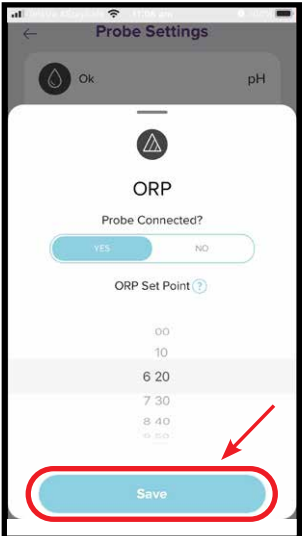 Probe Settings
Ok pH
ORP
Probe Connected?
YES NO
ORP Set Point ?
00
10
6 20
7 30
8 40
Save